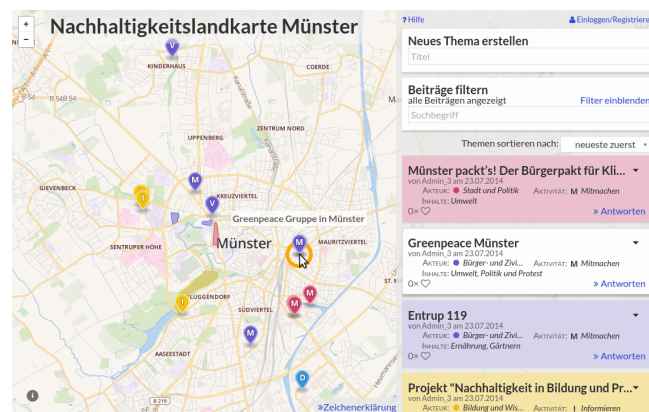 +
−
Nachhaltigkeitslandkarte Münster
V
KINDERHAUS
COERDE
Kanalstraße
Kanalstraße
B 54 B 54
ZENTRUM NORD
UPPENBERG
GIEVENBECK
M
KREUZVIERTEL
V
Greenpeace Gruppe in Münster
I
Münster
M
MAURITZVIERTEL
SENTRUPER HÖHE
I
PLUGGENDORF
M
M
SÜDVIERTEL
M
AASEESTADT
D
B 219
i
»Zeichenerklärung
? Hilfe
Einloggen/Registriere
Neues Thema erstellen
Titel
Beiträge filtern
alle Beiträgen angezeigt
Filter einblenden
Suchbegriff
Themen sortieren nach: neueste zuerst
Münster packt's! Der Bürgerpakt für Kli...
von Admin_3 am 23.07.2014
AKTEUR: Stadt und Politik AKTIVITÄT: M Mitmachen
INHALTE: Umwelt
0× » Antworten
Greenpeace Münster
von Admin_3 am 23.07.2014
AKTEUR: Bürger- und Zivi... AKTIVITÄT: M Mitmachen
INHALTE: Umwelt, Politik und Protest
0× » Antworten
Entrup 119
von Admin_3 am 23.07.2014
AKTEUR: Bürger- und Zivi... AKTIVITÄT: M Mitmachen
INHALTE: Ernährung, Gärtnern
0× » Antworten
Projekt "Nachhaltigkeit in Bildung und Pr...
von Admin_3 am 23.07.2014
AKTEUR: Bildung und Wis... AKTIVITÄT: I Informieren